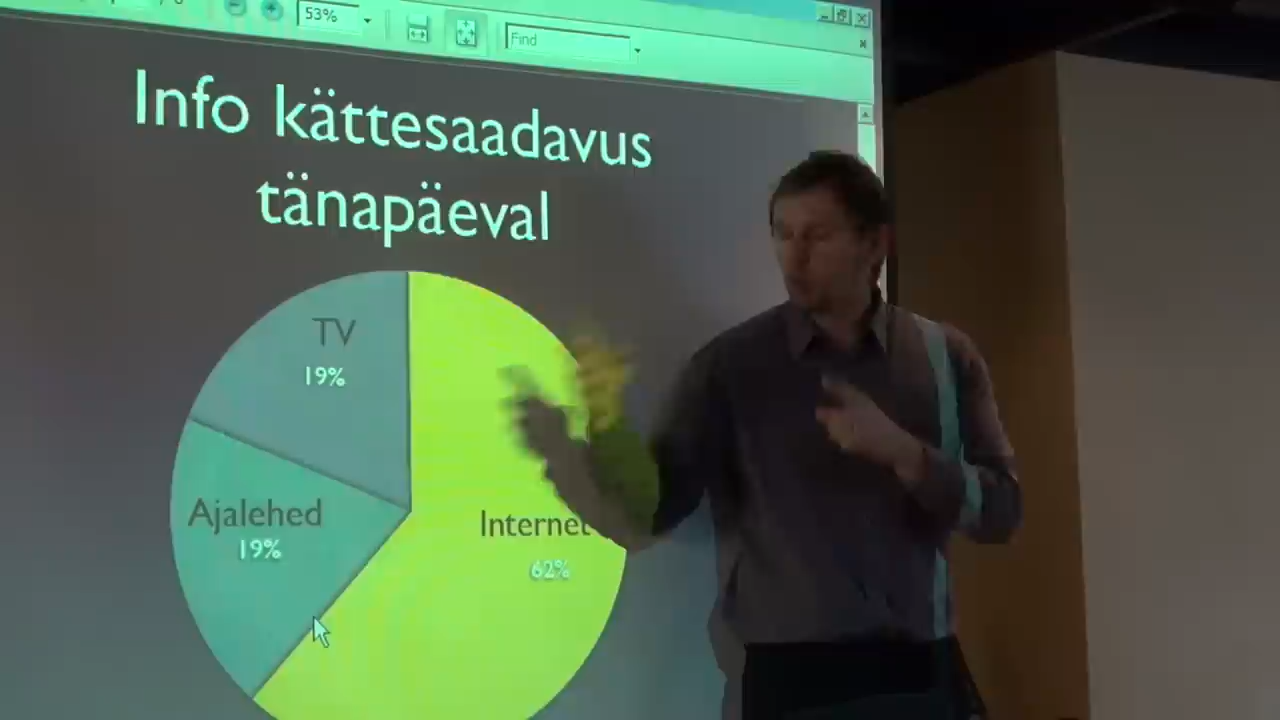 53%
Find
Info kättesaadavus
tänapäeval
TV
19%
Ajalehed
19%
Internet
62%